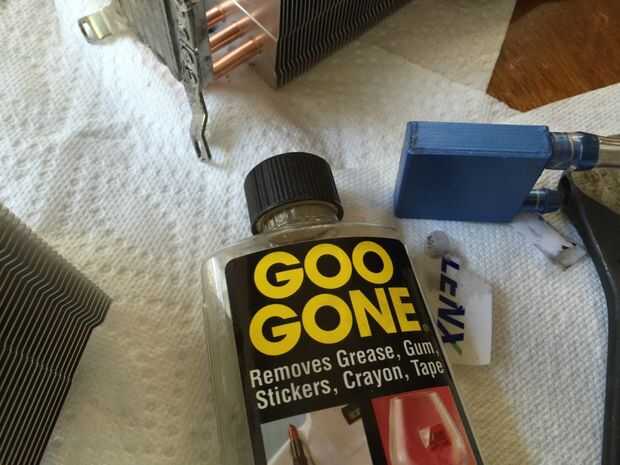 GOO
GONE®
Removes Grease, Gum,
Stickers, Crayon, Tape
LENX